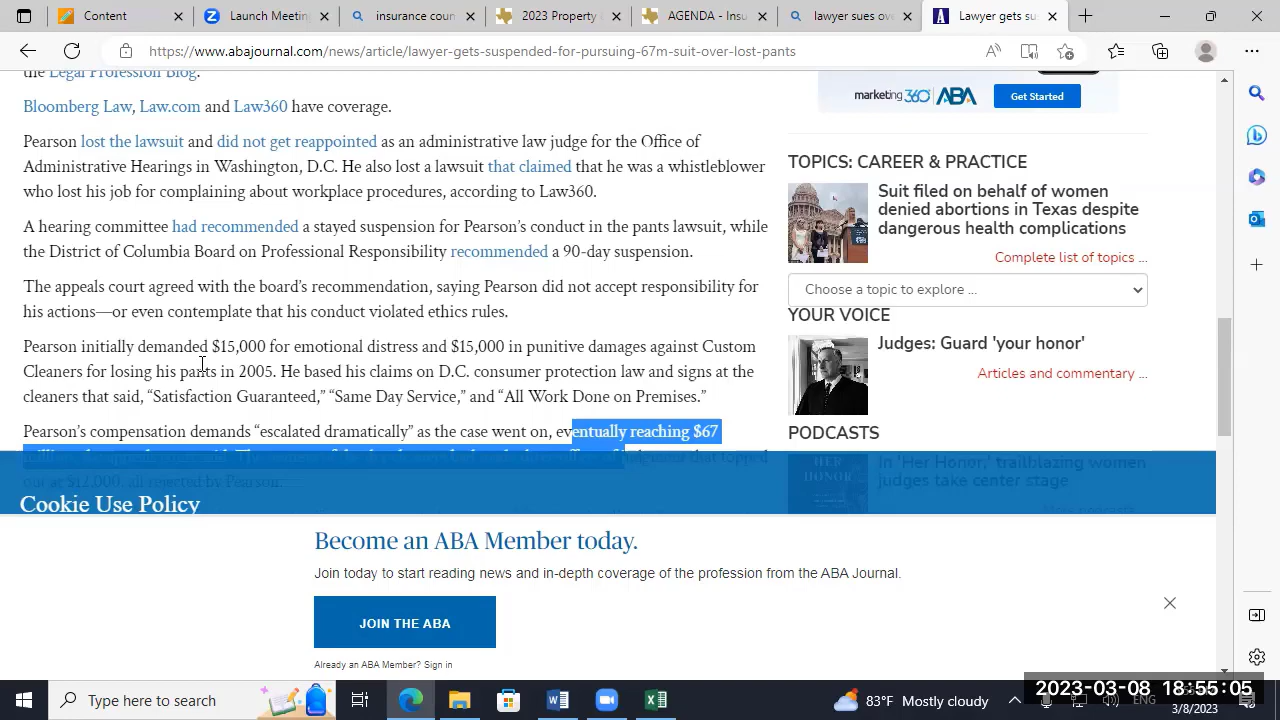 Content
Launch Meeti
insurance coun
2023 Property
AGENDA - Insu
lawyer sues ov
Lawyer gets su
https://www.abajournal.com/news/article/lawyer-gets-suspended-for-pursuing-67m-suit-over-lost-pants
the Legal Profession Blog.
Bloomberg Law, Law.com and Law360 have coverage.
Pearson lost the lawsuit and did not get reappointed as an administrative law judge for the Office of
Administrative Hearings in Washington, D.C. He also lost a lawsuit that claimed that he was a whistleblower
who lost his job for complaining about workplace procedures, according to Law360.
A hearing committee had recommended a stayed suspension for Pearson's conduct in the pants lawsuit, while
the District of Columbia Board on Professional Responsibility recommended a 90-day suspension.
The appeals court agreed with the board's recommendation, saying Pearson did not accept responsibility for
his actions—or even contemplate that his conduct violated ethics rules.
Pearson initially demanded $15,000 for emotional distress and $15,000 in punitive damages against Custom
Cleaners for losing his pants in 2005. He based his claims on D.C. consumer protection law and signs at the
cleaners that said, “Satisfaction Guaranteed,” “Same Day Service,” and “All Work Done on Premises.”
Pearson's compensation demands “escalated dramatically” as the case went on, eventually reaching $67
judgment that topped
out at $12,000, all rejected by Pearson.
marketing 360 ABA
Get Started
TOPICS: CAREER & PRACTICE
Suit filed on behalf of women
denied abortions in Texas despite
dangerous health complications
Complete list of topics ...
Choose a topic to explore ...
YOUR VOICE
Judges: Guard 'your honor'
Articles and commentary ...
PODCASTS
HER
HONOR
In 'Her Honor,' trailblazing women
judges take center stage
Cookie Use Policy
Become an ABA Member today.
Join today to start reading news and in-depth coverage of the profession from the ABA Journal.
JOIN THE ABA
Already an ABA Member? Sign in
Type here to search
83°F Mostly cloudy
ENG
2023-03-08 18:55:05
3/8/2023